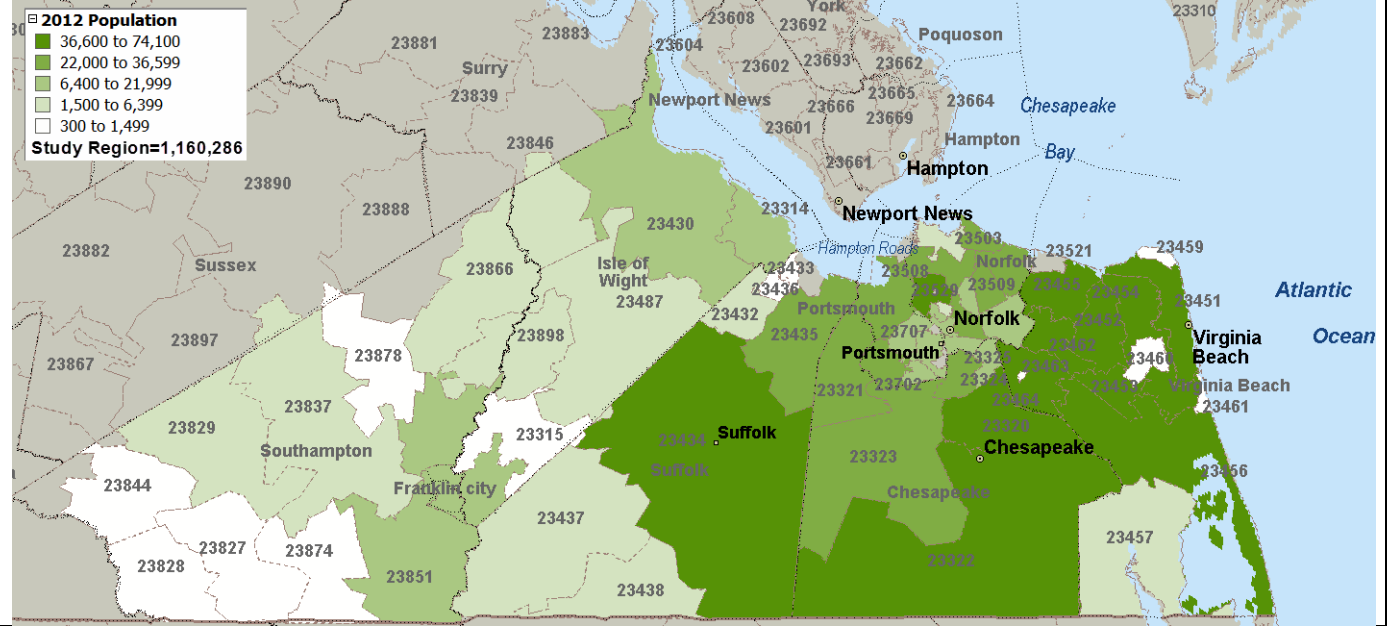 2012 Population
36,600 to 74,100
22,000 to 36,599
6,400 to 21,999
1,500 to 6,399
300 to 1,499
Study Region=1,160,286
York
23310
23608
23692
23883
Poquoson
23881
23604
23602
23693
23662
Surry
23839
Newport News
23665
23666
23664
Chesapeake
23669
23601
Hampton
23846
Bay
23661
Hampton
23890
23888
23314
Newport News
23430
23882
Hampton Roads
23503
23521
23459
Sussex
23866
Isle of
Wight
23433
23508
Norfolk
23436
23529
23509
23455
23454
Atlantic
23487
23451
23432
Portsmouth
Norfolk
23452
23897
23898
23435
23707
Ocean
Virginia
Beach
23867
23878
Portsmouth
23325
23462
23460
23463
23321
23702
23324
23453
Virginia Beach
23837
23464
23461
23829
23315
23320
Southampton
23434
Suffolk
Chesapeake
23323
Suffolk
23456
23844
Franklin city
Chesapeake
23437
23457
23827
23874
23828
23851
23322
23438